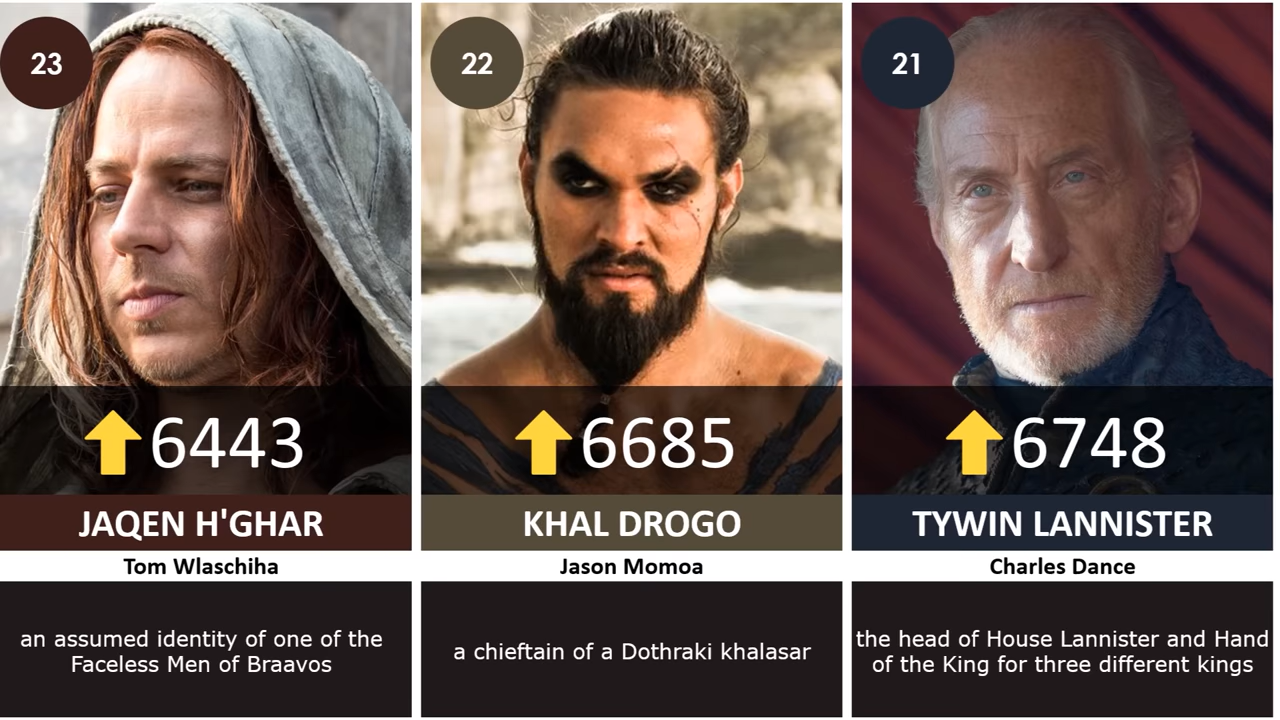 23
6443
JAQEN H'GHAR
Tom Wlaschiha
an assumed identity of one of the
Faceless Men of Braavos
22
6685
KHAL DROGO
Jason Momoa
a chieftain of a Dothraki khalasar
21
6748
TYWIN LANNISTER
Charles Dance
the head of House Lannister and Hand
of the King for three different kings